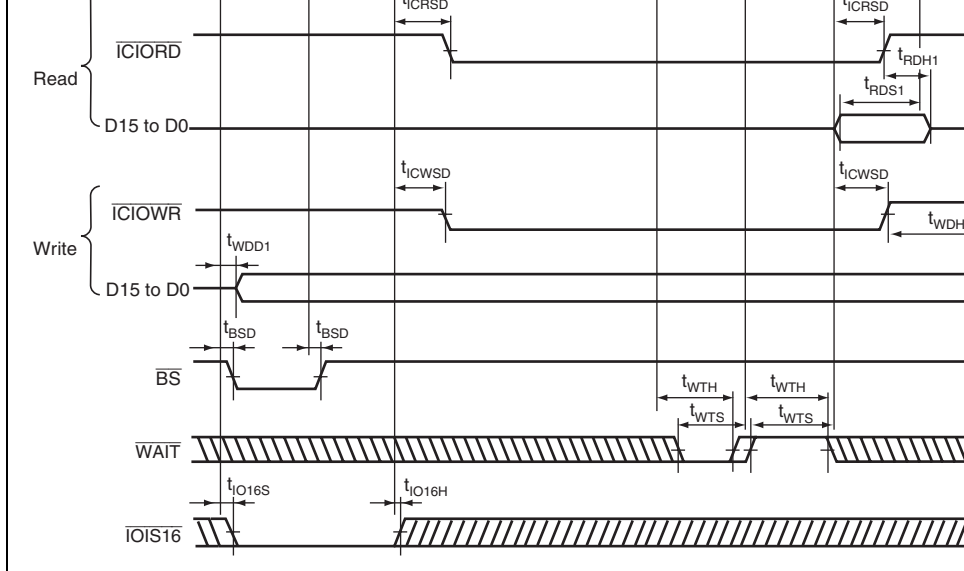 tICRSD tICRSD
ICIORD
tRDH1
Read
tRDS1
D15 to D0
tICWSD tICWSD
ICIOWR
tWDH
Write
tWDD1
D15 to D0
tBSD tBSD
BS
tWTH tWTH
tWTS tWTS
WAIT
tIO16S tIO16H
IOIS16